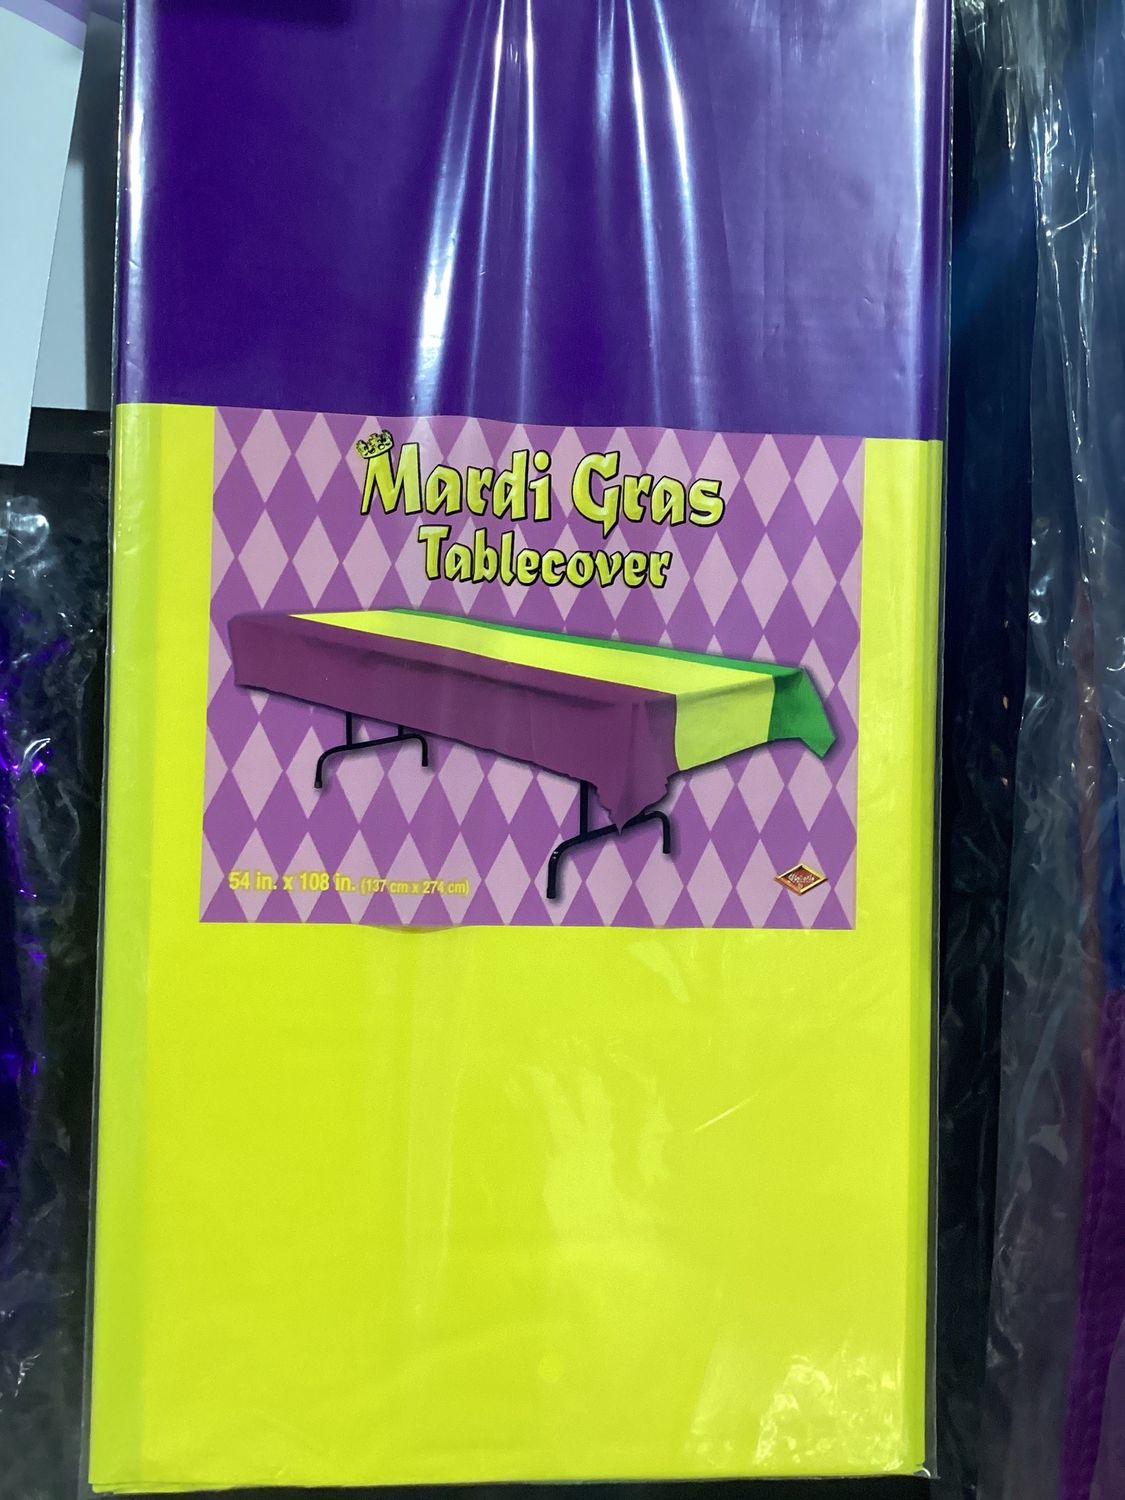 Mardi Gras
Tablecover
54 in. x 108 in. (137 cm x 274 cm)